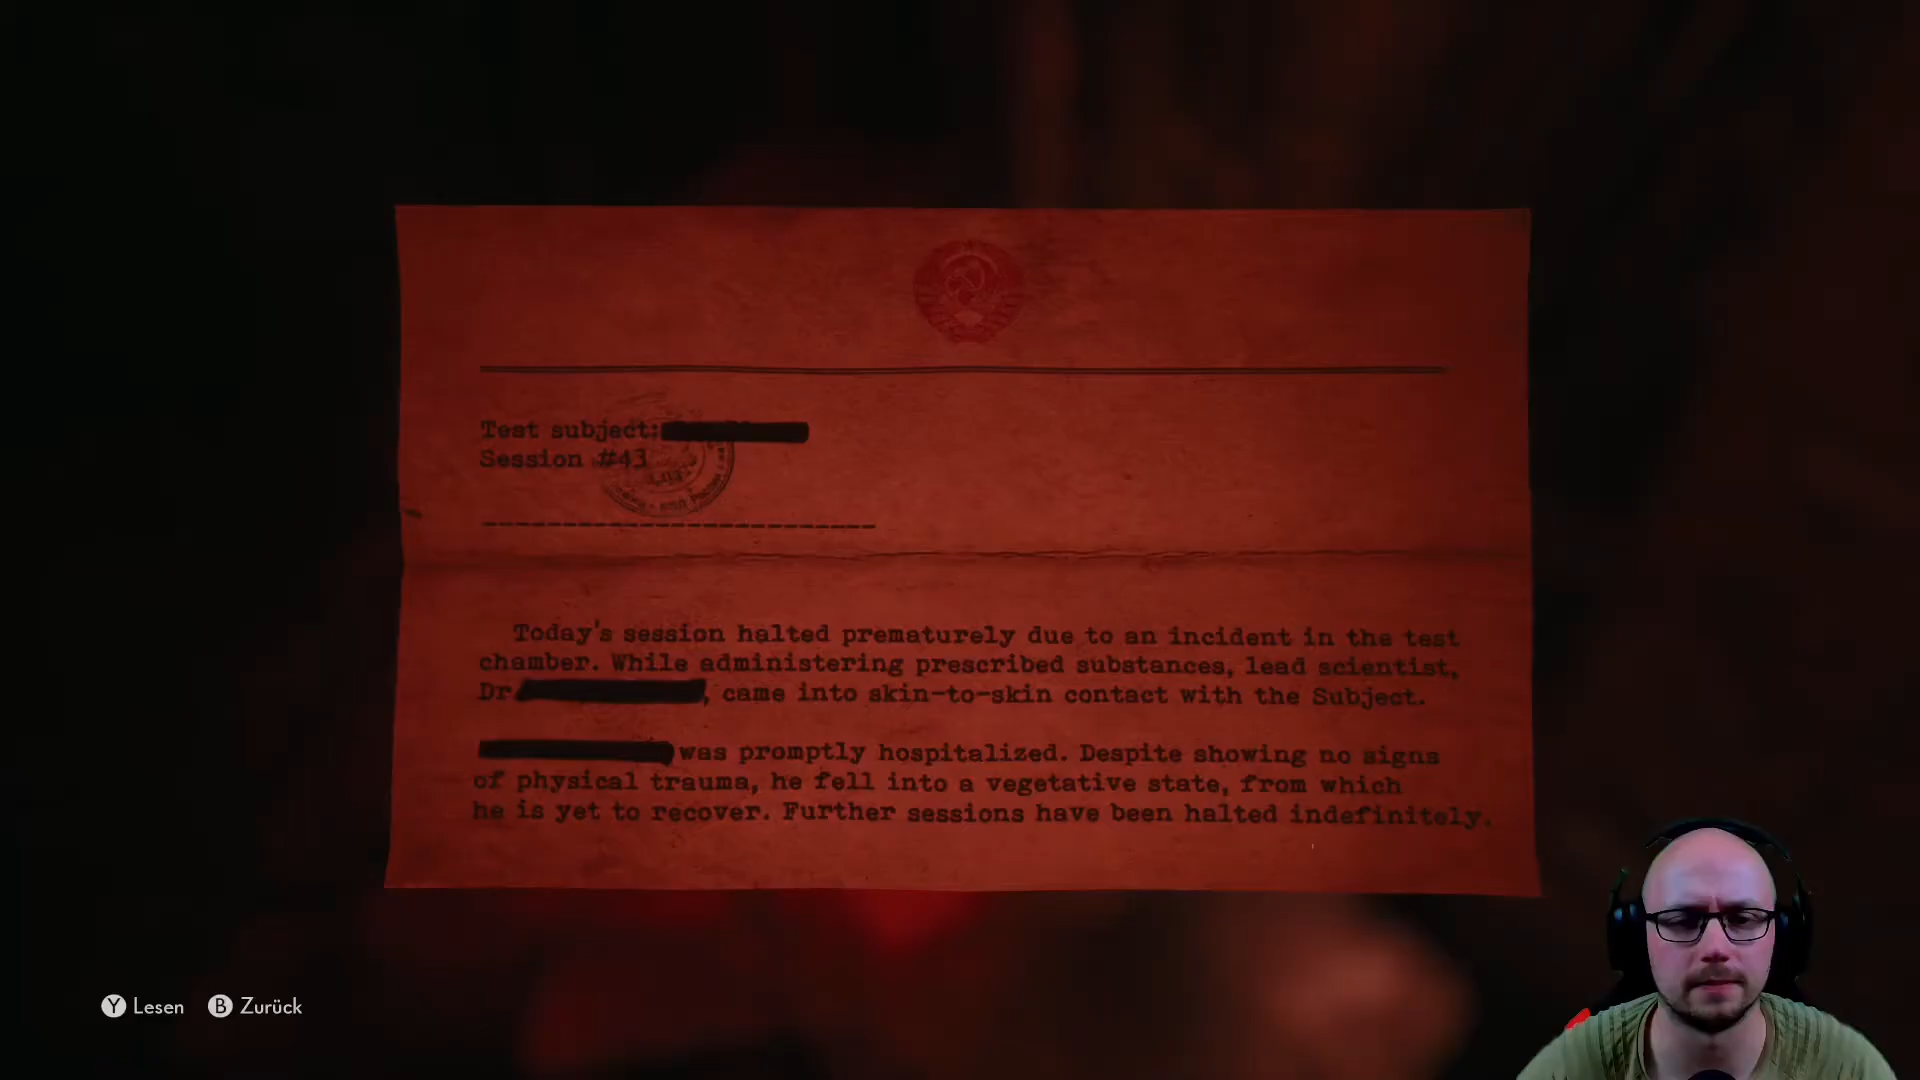 Test subject:
Session #43
Today's session halted prematurely due to an incident in the test
chamber. While administering prescribed substances, lead scientist,
Dr , came into skin-to-skin contact with the Subject.
was promptly hospitalized. Despite showing no signs
of physical trauma, he fell into a vegetative state, from which
he is yet to recover. Further sessions have been halted indefinitely.
Y Lesen B Zurück